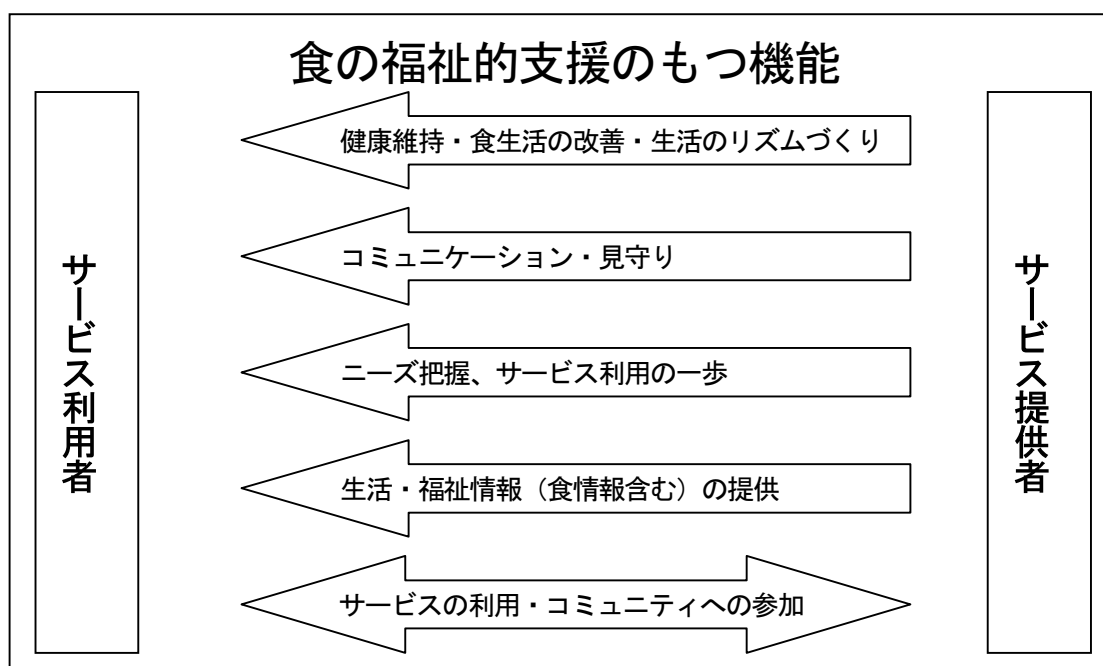 食の福祉的支援のもつ機能
サービス利用者
健康維持・食生活の改善・生活のリズムづくり
コミュニケーション・見守り
ニーズ把握、サービス利用の一歩
生活・福祉情報（食情報含む）の提供
サービスの利用・コミュニティへの参加
サービス提供者